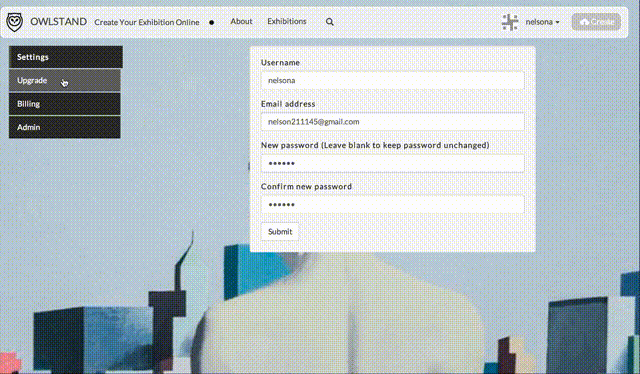 OWLSTAND Create Your Exhibition Online ● About Exhibitions nelsona Create
Settings
Upgrade
Billing
Admin
Username
nelsona
Email address
nelson211145@gmail.com
New password (Leave blank to keep password unchanged)
••••••
Confirm new password
••••••
Submit